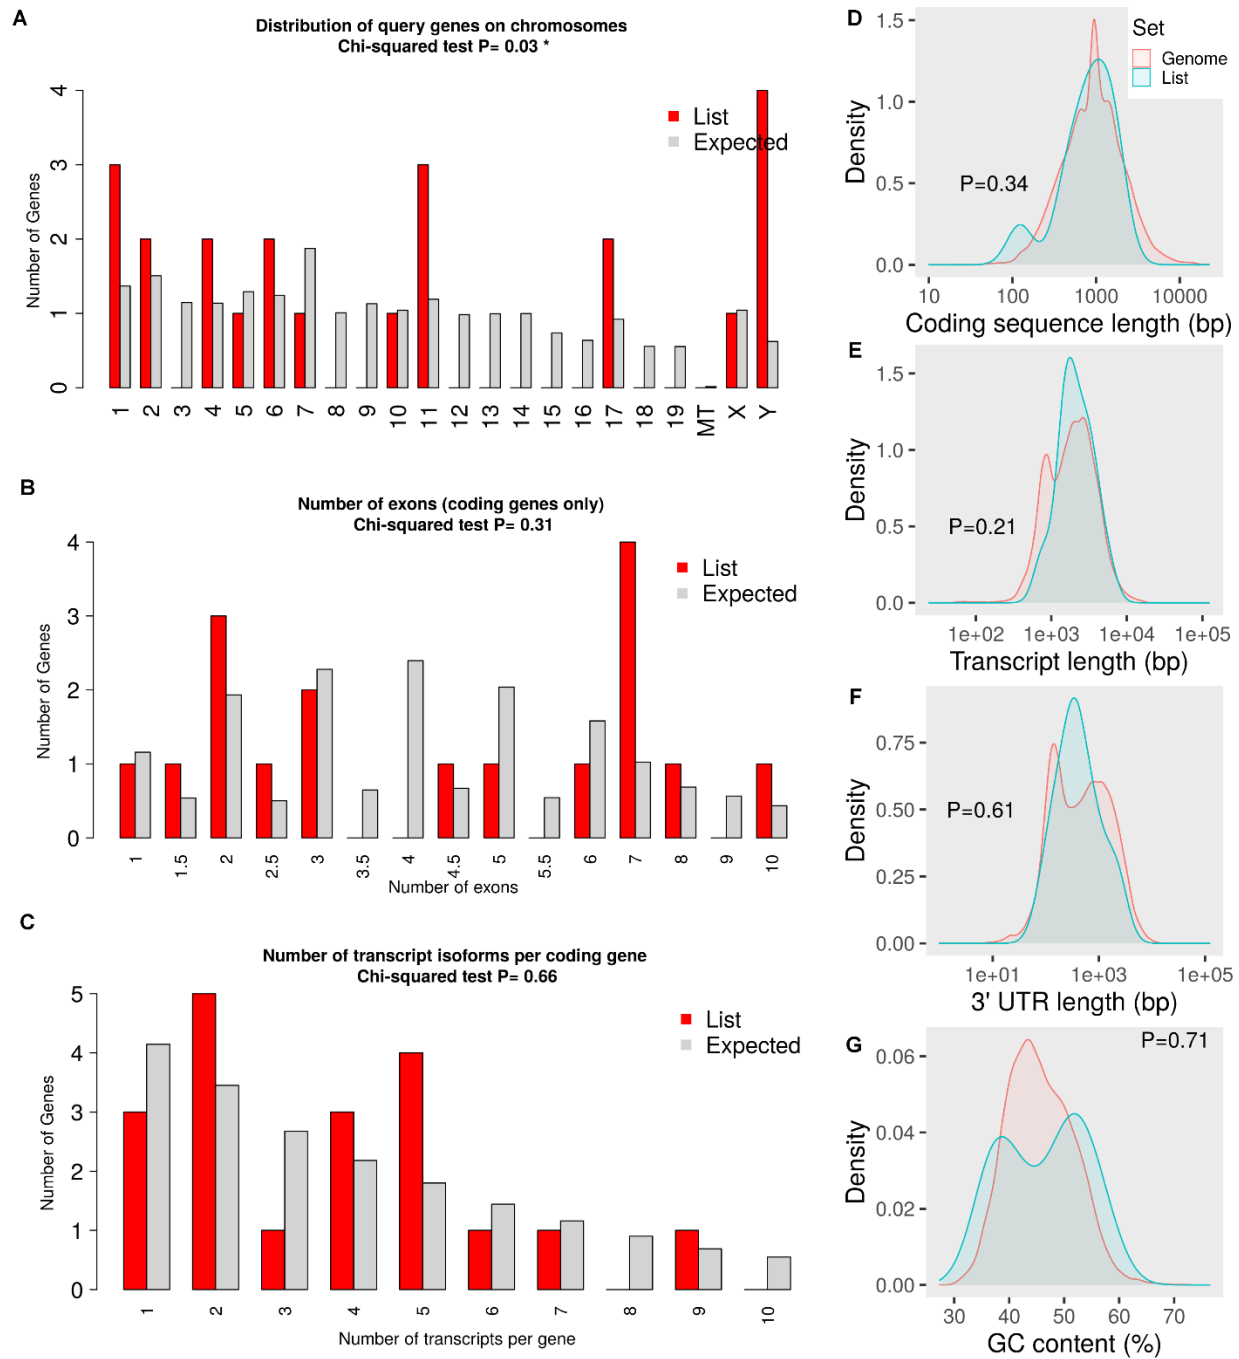 A
Distribution of query genes on chromosomes
Chi-squared test P= 0.03 *
Number of Genes
0 1 2 3 4
List
Expected
1 2 3 4 5 6 7 8 9 10 11 12 13 14 15 16 17 18 19 MT X Y
B
Number of exons (coding genes only)
Chi-squared test P= 0.31
Number of Genes
0 1 2 3 4
List
Expected
1 1.5 2 2.5 3 3.5 4 4.5 5 5.5 6 7 8 9 10
Number of exons
C
Number of transcript isoforms per coding gene
Chi-squared test P= 0.66
Number of Genes
0 1 2 3 4 5
List
Expected
1 2 3 4 5 6 7 8 9 10
Number of transcripts per gene
D
Set
Genome
List
Density
1.5
1.0
0.5
0.0
P=0.34
10 100 1000 10000
Coding sequence length (bp)
E
Density
1.5
1.0
0.5
0.0
P=0.21
1e+02 1e+03 1e+04 1e+05
Transcript length (bp)
F
Density
0.75
0.50
0.25
0.00
P=0.61
1e+01 1e+03 1e+05
3' UTR length (bp)
G
P=0.71
Density
0.06
0.04
0.02
0.00
30 40 50 60 70
GC content (%)